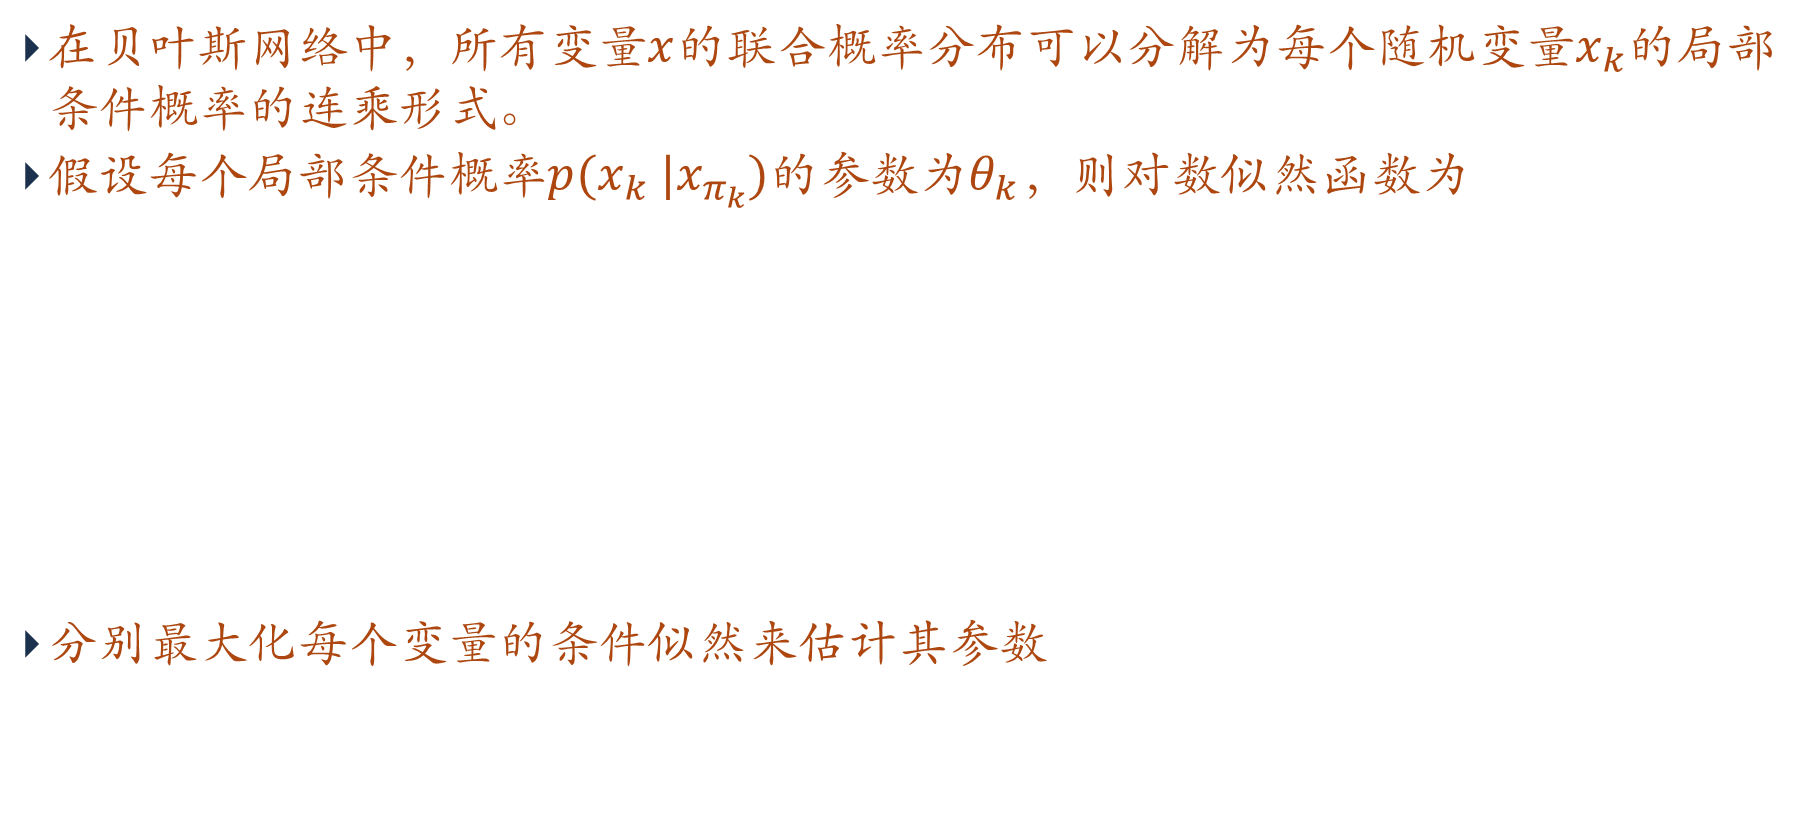 在贝叶斯网络中，所有变量x的联合概率分布可以分解为每个随机变量x_k的局部
条件概率的连乘形式。
假设每个局部条件概率p(x_k |x_{π_k})的参数为θ_k，则对数似然函数为
分别最大化每个变量的条件似然来估计其参数